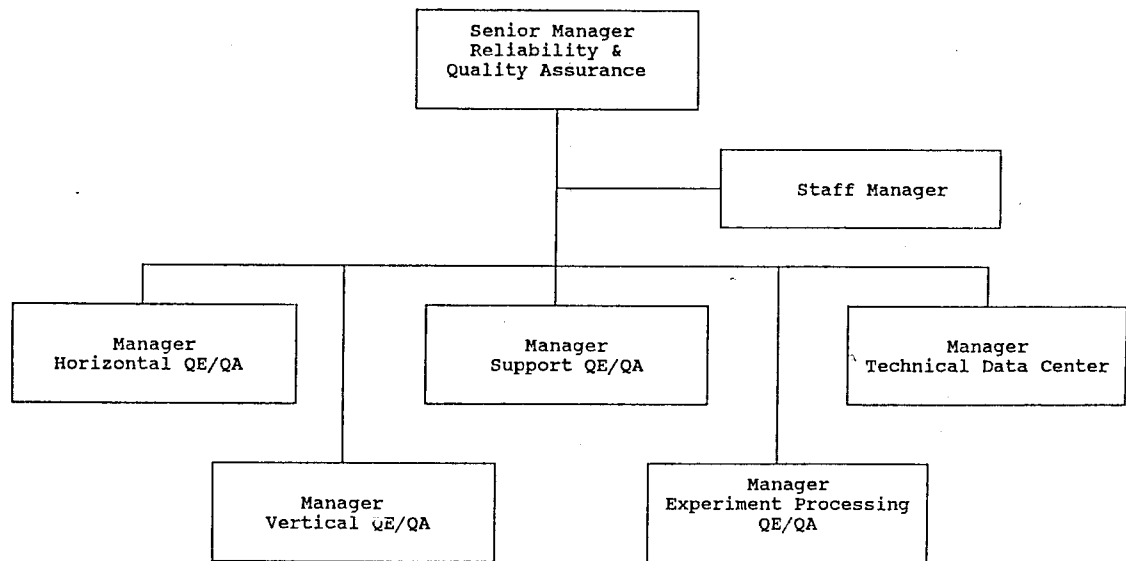 Senior Manager
Reliability &
Quality Assurance
Staff Manager
Manager
Horizontal QE/QA
Manager
Support QE/QA
Manager
Technical Data Center
Manager
Vertical QE/QA
Manager
Experiment Processing
QE/QA